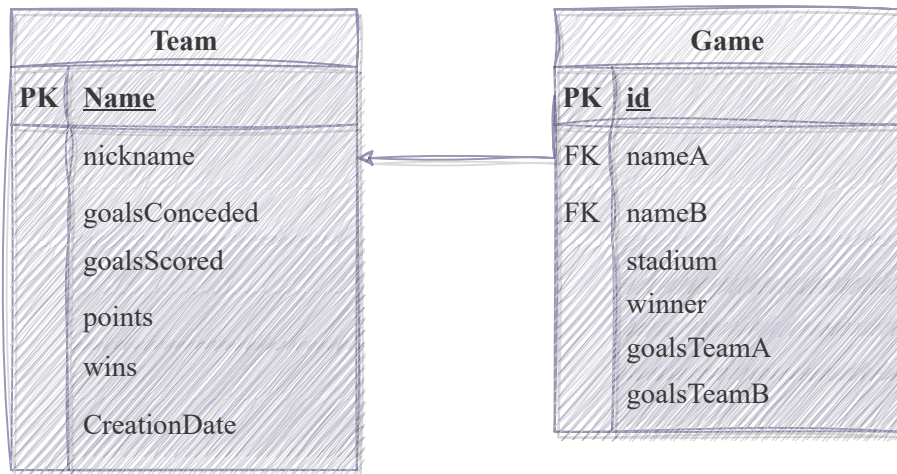 Team
PK Name
nickname
goalsConceded
goalsScored
points
wins
CreationDate
Game
PK id
FK nameA
FK nameB
stadium
winner
goalsTeamA
goalsTeamB